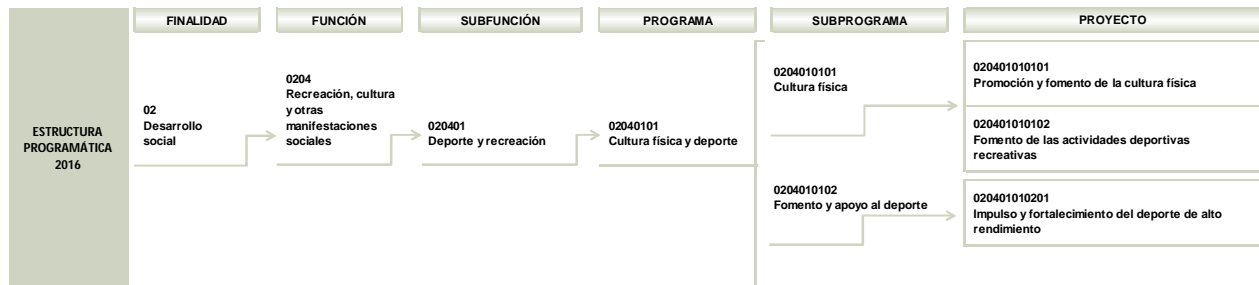 FINALIDAD
FUNCIÓN
SUBFUNCIÓN
PROGRAMA
SUBPROGRAMA
PROYECTO
ESTRUCTURA
PROGRAMÁTICA
2016
02
Desarrollo
social
0204
Recreación, cultura
y otras
manifestaciones
sociales
020401
Deporte y recreación
02040101
Cultura física y deporte
0204010101
Cultura física
020401010101
Promoción y fomento de la cultura física
020401010102
Fomento de las actividades deportivas
recreativas
0204010102
Fomento y apoyo al deporte
020401010201
Impulso y fortalecimiento del deporte de alto
rendimiento